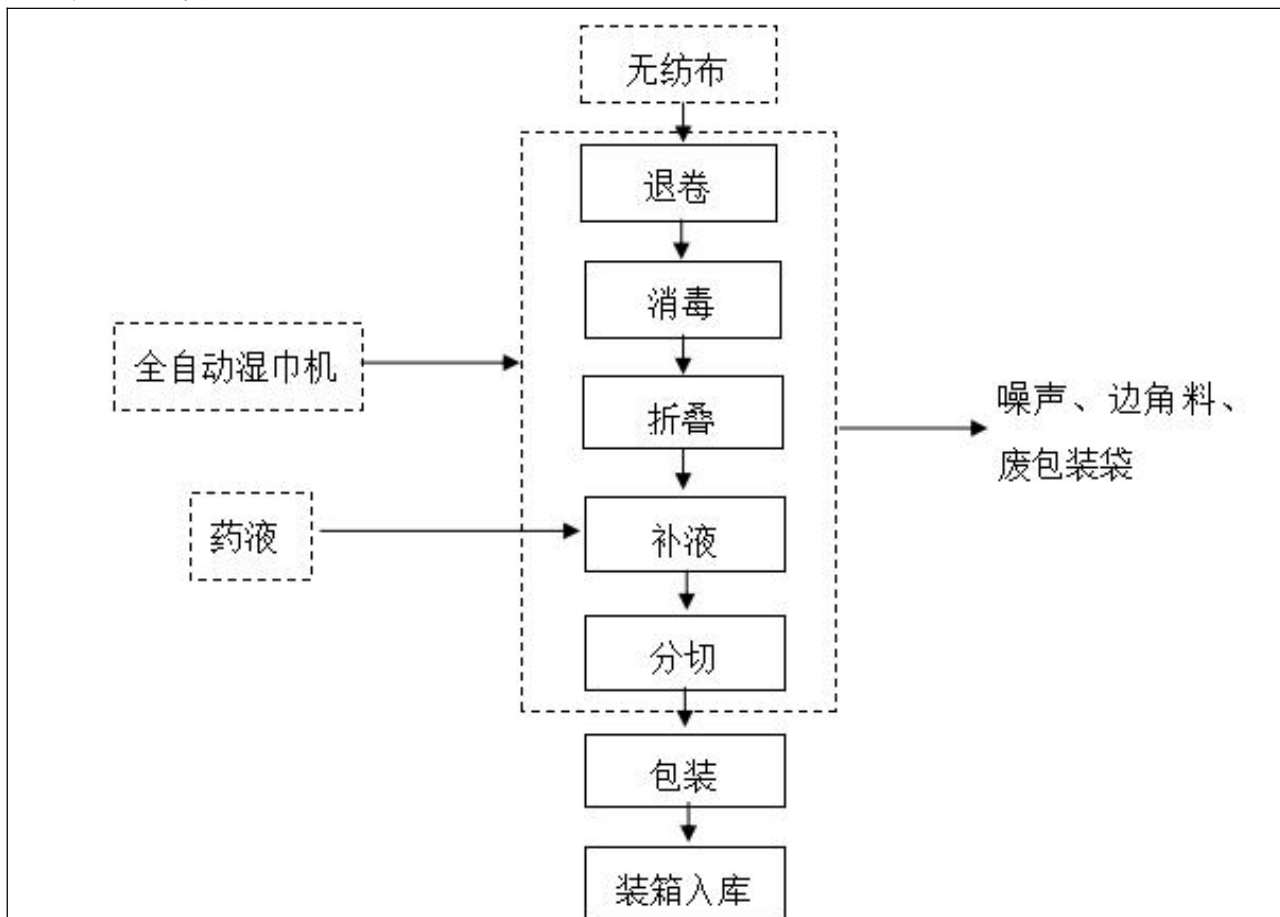 无纺布
退卷
消毒
全自动湿巾机
折叠
噪声、边角料、
废包装袋
药液
补液
分切
包装
装箱入库